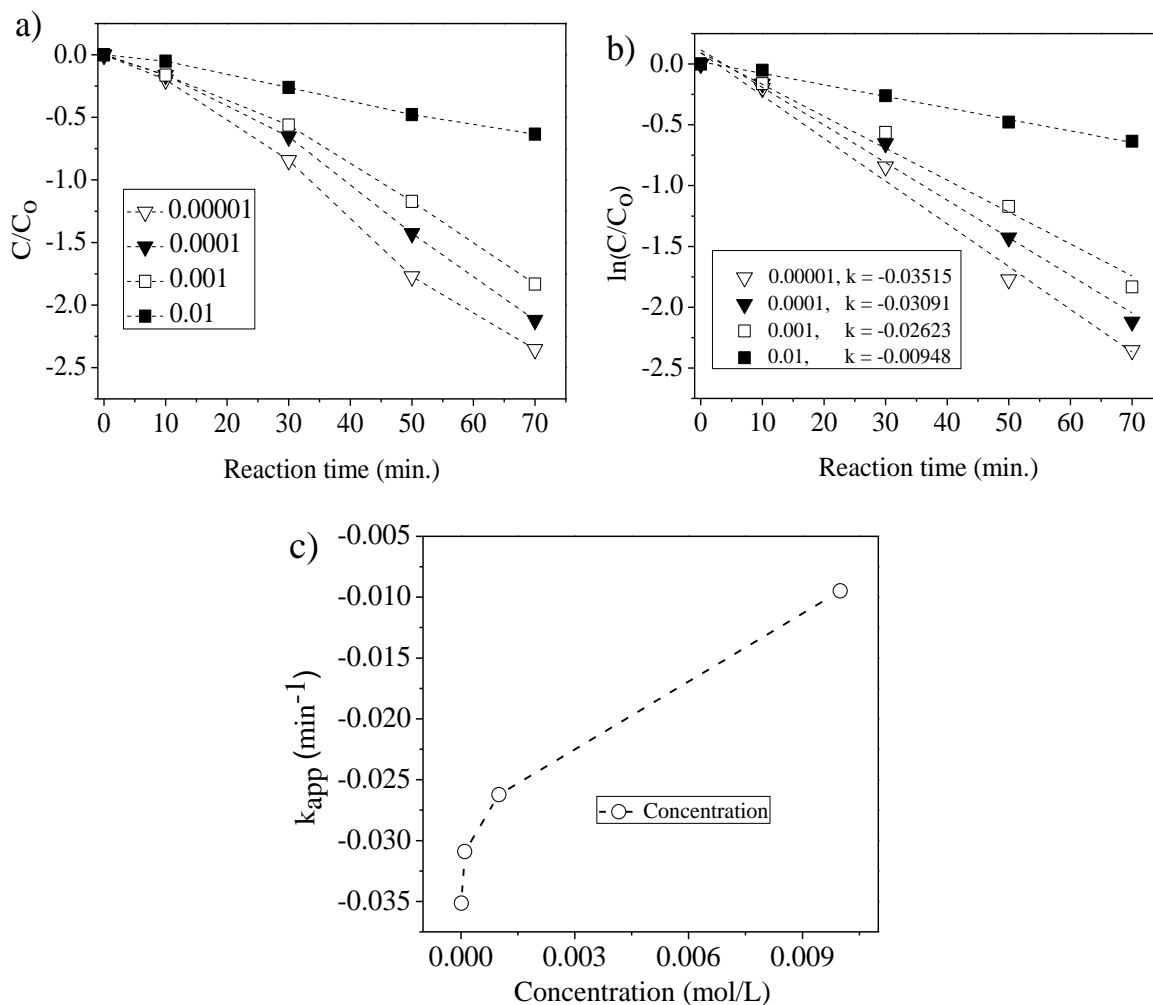 a)
0.0
-0.5
-1.0
-1.5
-2.0
-2.5
C/Co
0.00001
0.0001
0.001
0.01
0 10 20 30 40 50 60 70
Reaction time (min.)
b)
0.0
-0.5
-1.0
-1.5
-2.0
-2.5
ln(C/Co)
0.00001, k = -0.03515
0.0001, k = -0.03091
0.001, k = -0.02623
0.01, k = -0.00948
0 10 20 30 40 50 60 70
Reaction time (min.)
c)
-0.005
-0.010
-0.015
-0.020
-0.025
-0.030
-0.035
kapp (min-1)
Concentration
0.000 0.003 0.006 0.009
Concentration (mol/L)